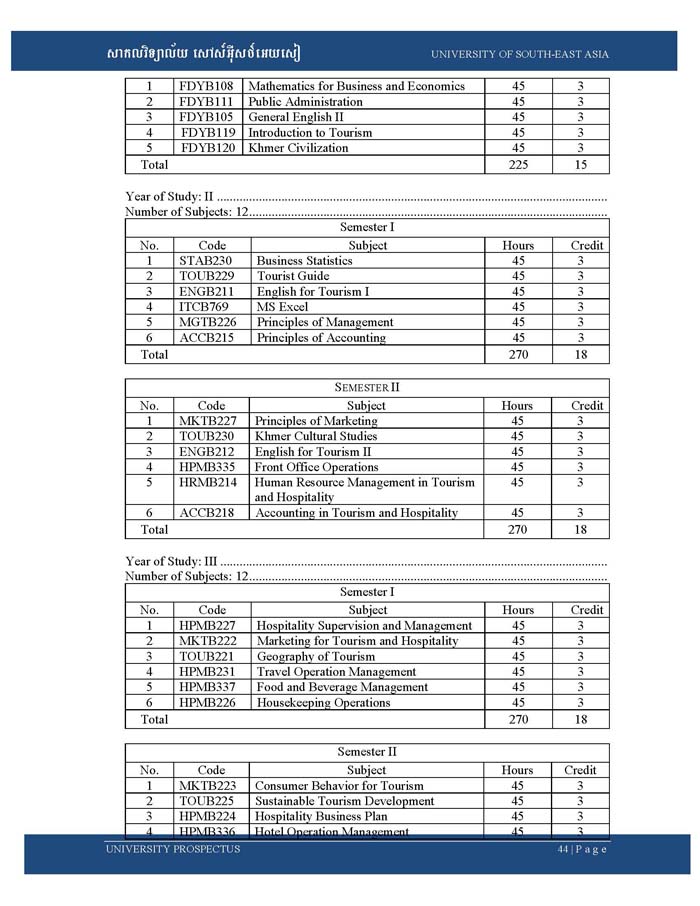 សាកលវិទ្យាល័យ សៅស៍អ៊ីសថ៍អេយសៀ UNIVERSITY OF SOUTH-EAST ASIA
1 FDYB108 Mathematics for Business and Economics 45 3
2 FDYB111 Public Administration 45 3
3 FDYB105 General English II 45 3
4 FDYB119 Introduction to Tourism 45 3
5 FDYB120 Khmer Civilization 45 3
Total 225 15
Year of Study: II ........................................................................................................................
Number of Subjects: 12..............................................................................................................
Semester I
No. Code Subject Hours Credit
1 STAB230 Business Statistics 45 3
2 TOUB229 Tourist Guide 45 3
3 ENGB211 English for Tourism I 45 3
4 ITCB769 MS Excel 45 3
5 MGTB226 Principles of Management 45 3
6 ACCB215 Principles of Accounting 45 3
Total 270 18
SEMESTER II
No. Code Subject Hours Credit
1 MKTB227 Principles of Marketing 45 3
2 TOUB230 Khmer Cultural Studies 45 3
3 ENGB212 English for Tourism II 45 3
4 HPMB335 Front Office Operations 45 3
5 HRMB214 Human Resource Management in Tourism 45 3
and Hospitality
6 ACCB218 Accounting in Tourism and Hospitality 45 3
Total 270 18
Year of Study: III .......................................................................................................................
Number of Subjects: 12..............................................................................................................
Semester I
No. Code Subject Hours Credit
1 HPMB227 Hospitality Supervision and Management 45 3
2 MKTB222 Marketing for Tourism and Hospitality 45 3
3 TOUB221 Geography of Tourism 45 3
4 HPMB231 Travel Operation Management 45 3
5 HPMB337 Food and Beverage Management 45 3
6 HPMB226 Housekeeping Operations 45 3
Total 270 18
Semester II
No. Code Subject Hours Credit
1 MKTB223 Consumer Behavior for Tourism 45 3
2 TOUB225 Sustainable Tourism Development 45 3
3 HPMB224 Hospitality Business Plan 45 3
4 HPMB336 Hotel Operation Management 45 3
UNIVERSITY PROSPECTUS 44 | P a g e